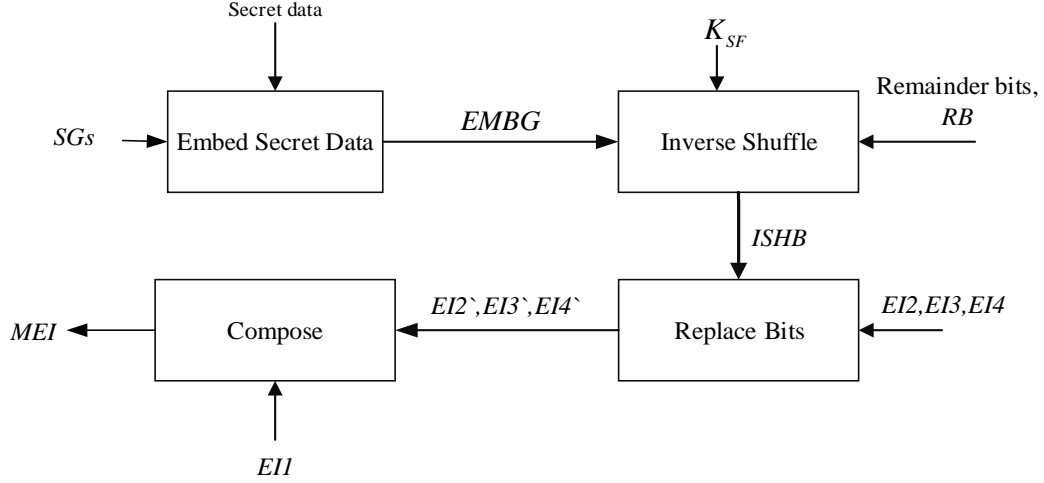 Secret data
K_SF
Remainder bits,
RB
SGs
Embed Secret Data
EMBG
Inverse Shuffle
ISHB
MEI
Compose
EI2`,EI3`,EI4`
Replace Bits
EI2,EI3,EI4
EI1